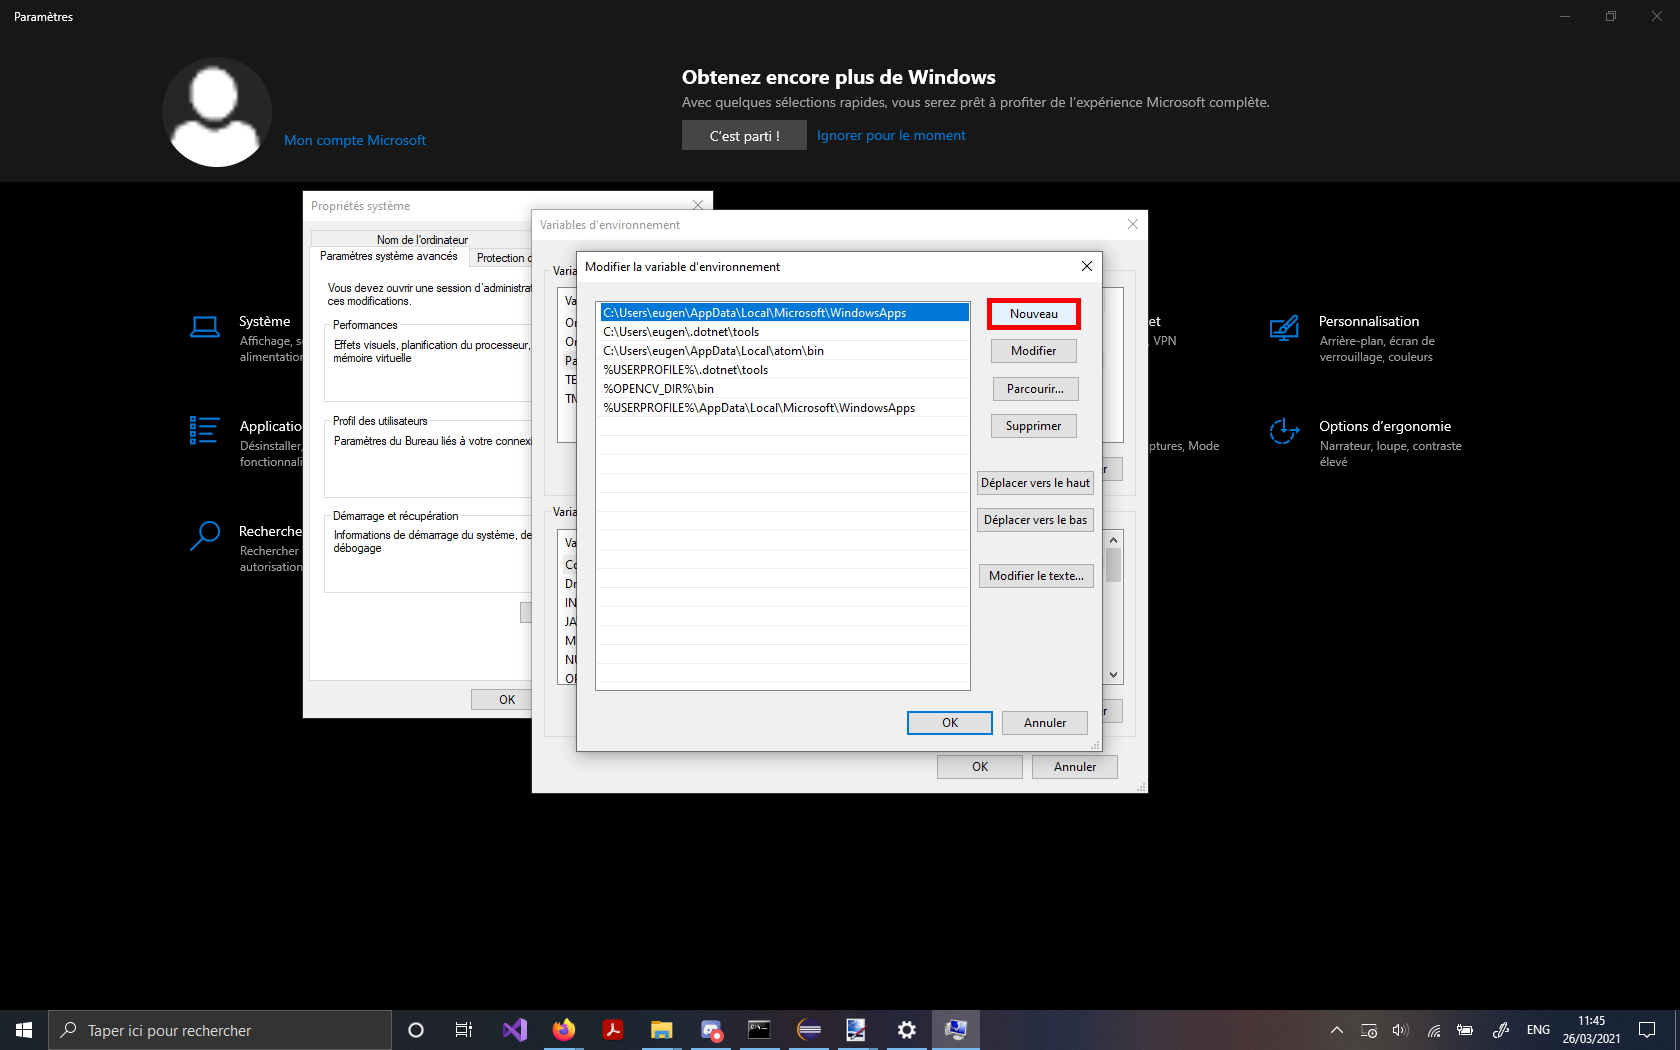 Paramètres
Obtenez encore plus de Windows
Avec quelques sélections rapides, vous serez prêt à profiter de l'expérience Microsoft complète.
Mon compte Microsoft
C'est parti !
Ignorer pour le moment
Propriétés système
Nom de l'ordinateur
Paramètres système avancés
Protection
Vous devez ouvrir une session d'administrat
ces modifications.
Performances
Effets visuels, planification du processeur,
mémoire virtuelle
Profil des utilisateurs
Paramètres du Bureau liés à votre connexi
Démarrage et récupération
Informations de démarrage du système, de
débogage
OK
Variables d'environnement
Varia
Va
Or
Or
Pa
TE
Varia
Va
Co
Dr
IN
JA
OK
Annuler
Modifier la variable d'environnement
C:\Users\eugen\AppData\Local\Microsoft\WindowsApps
C:\Users\eugen\.dotnet\tools
C:\Users\eugen\AppData\Local\atom\bin
%USERPROFILE%\.dotnet\tools
%OPENCV_DIR%\bin
%USERPROFILE%\AppData\Local\Microsoft\WindowsApps
Nouveau
Modifier
Parcourir...
Supprimer
Déplacer vers le haut
Déplacer vers le bas
Modifier le texte...
OK
Annuler
Système
Affichage, s
alimentation
Applicatio
Désinstaller,
fonctionnali
Recherche
Rechercher
autorisation
et
, VPN
ptures, Mode
Personnalisation
Arrière-plan, écran de
verrouillage, couleurs
Options d'ergonomie
Narrateur, loupe, contraste
élevé
Taper ici pour rechercher
ENG
11:45
26/03/2021